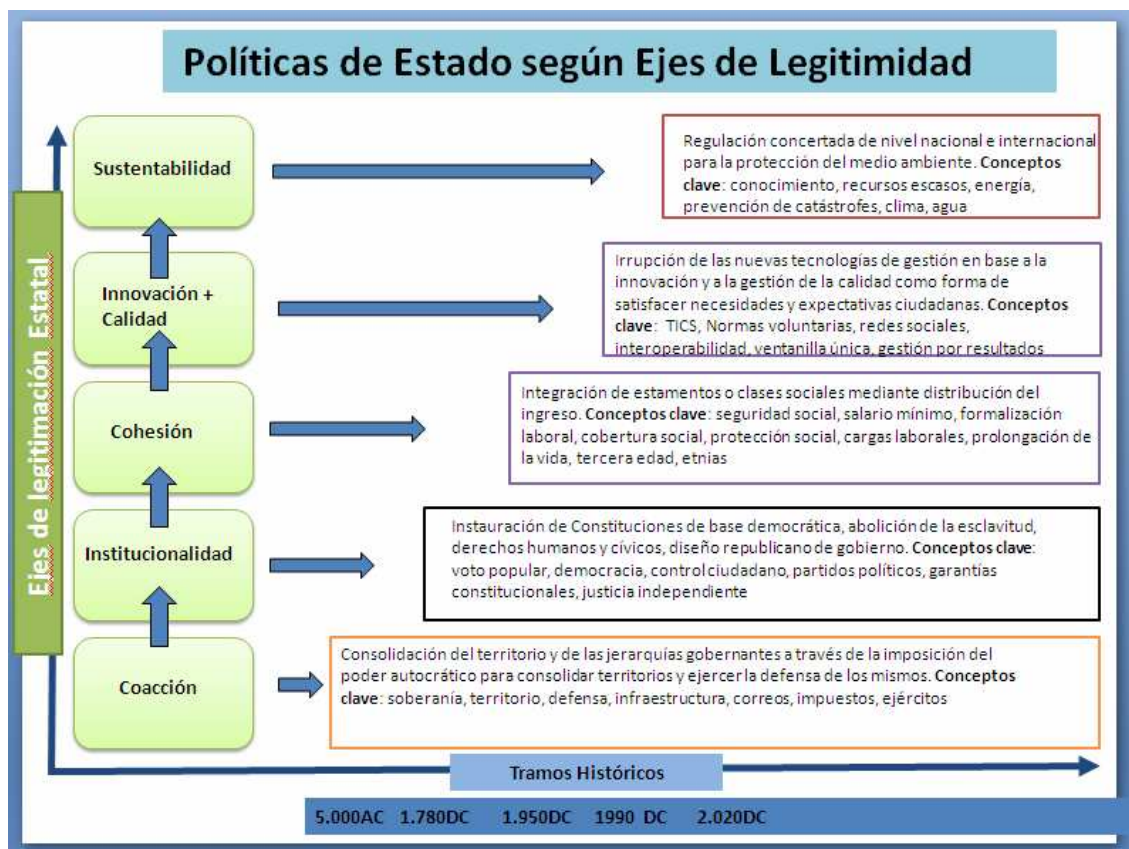 Políticas de Estado según Ejes de Legitimidad
Ejes de legitimación Estatal
Sustentabilidad
Regulación concertada de nivel nacional e internacional
para la protección del medio ambiente. Conceptos
clave: conocimiento, recursos escasos, energía,
prevención de catástrofes, clima, agua
Innovación +
Calidad
Irrupción de las nuevas tecnologías de gestión en base a la
innovación y a la gestión de la calidad como forma de
satisfacer necesidades y expectativas ciudadanas. Conceptos
clave: TICS, Normas voluntarias, redes sociales,
interoperabilidad, ventanilla única, gestión por resultados
Cohesión
Integración de estamentos o clases sociales mediante distribución del
ingreso. Conceptos clave: seguridad social, salario mínimo, formalización
laboral, cobertura social, protección social, cargas laborales, prolongación de
la vida, tercera edad, etnias
Institucionalidad
Instauración de Constituciones de base democrática, abolición de la esclavitud,
derechos humanos y cívicos, diseño republicano de gobierno. Conceptos clave:
voto popular, democracia, control ciudadano, partidos políticos, garantías
constitucionales, justicia independiente
Coacción
Consolidación del territorio y de las jerarquías gobernantes a través de la imposición del
poder autocrático para consolidar territorios y ejercer la defensa de los mismos. Conceptos
clave: soberanía, territorio, defensa, infraestructura, correos, impuestos, ejércitos
Tramos Históricos
5.000AC 1.780DC 1.950DC 1990 DC 2.020DC